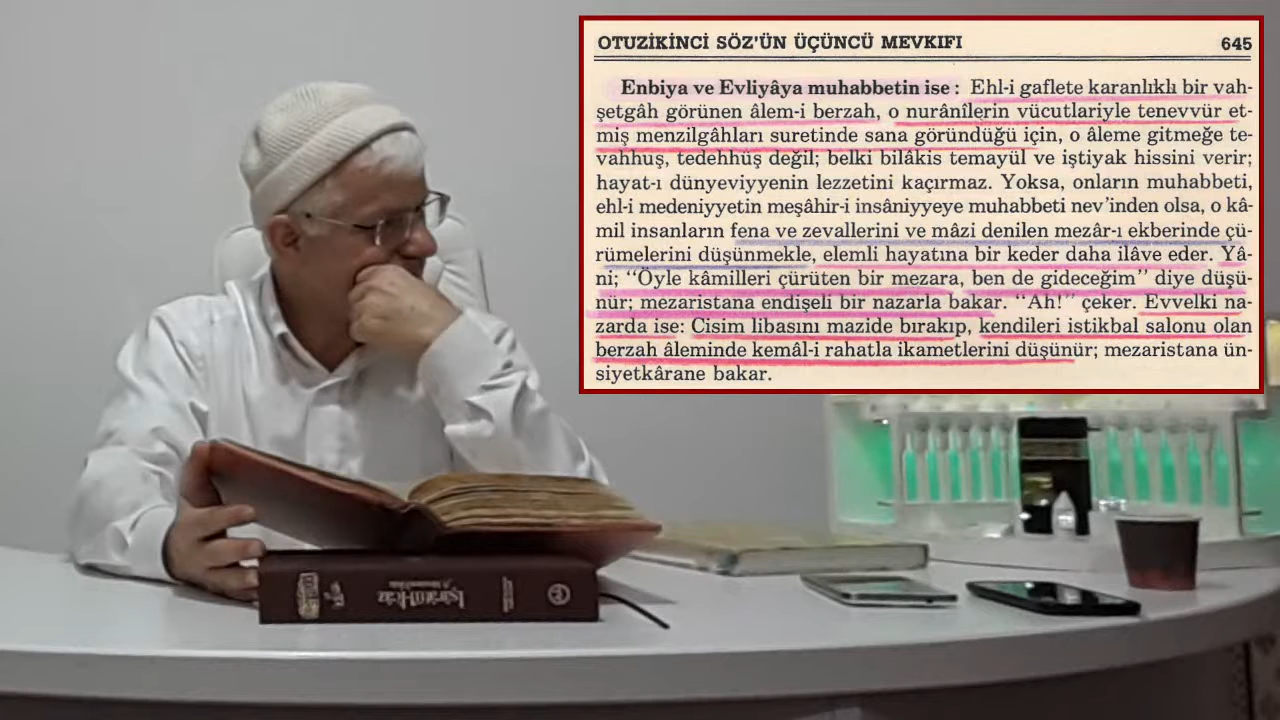 OTUZİKİNCİ SÖZ'ÜN ÜÇÜNCÜ MEVKIFI 645
Enbiya ve Evliyâya muhabbetin ise : Ehl-i gaflete karanlıklı bir vah-
şetgâh görünen âlem-i berzah, o nurânîlerin vücutlariyle tenevvür et-
miş menzilgâhları suretinde sana göründüğü için, o âleme gitmeğe te-
vahhuş, tedehhüş değil; belki bilâkis temayül ve iştiyak hissini verir;
hayat-ı dünyeviyyenin lezzetini kaçırmaz. Yoksa, onların muhabbeti,
ehl-i medeniyyetin meşâhir-i insâniyyeye muhabbeti nev'inden olsa, o kâ-
mil insanların fena ve zevallerini ve mâzi denilen mezâr-ı ekberinde çü-
rümelerini düşünmekle, elemli hayatına bir keder daha ilâve eder. Yâ-
ni; "Öyle kâmilleri çürüten bir mezara, ben de gideceğim" diye düşü-
nür; mezaristana endişeli bir nazarla bakar. "Ah!" çeker. Evvelki na-
zarda ise: Cisim libasını mazide bırakıp, kendileri istikbal salonu olan
berzah âleminde kemâl-i rahatla ikametlerini düşünür; mezaristana ün-
siyetkârane bakar.
İşârâtü'l-İ'câz